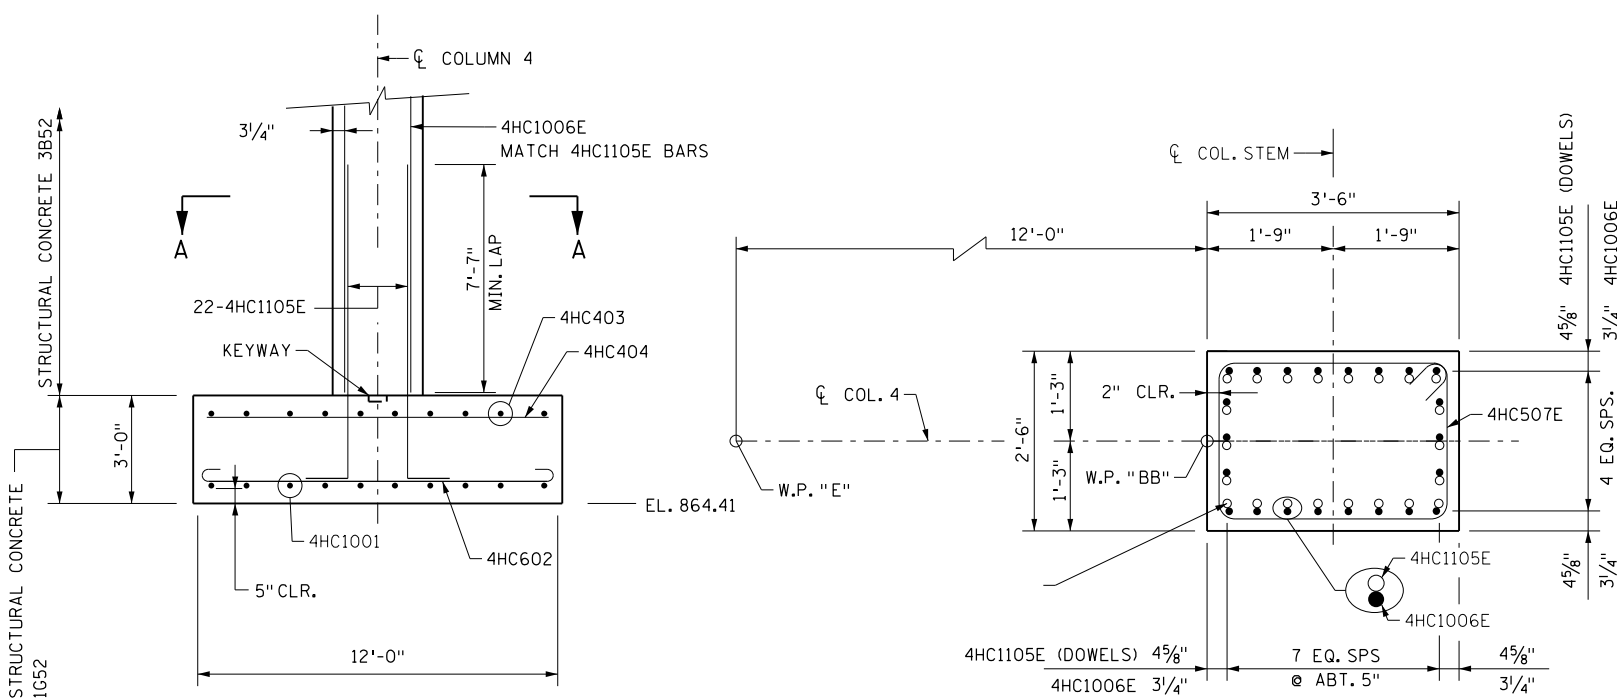 ℄ COLUMN 4
3¼"
4HC1006E
MATCH 4HC1105E BARS
STRUCTURAL CONCRETE 3B52
A
A
7'-7"
MIN. LAP
22-4HC1105E
4HC403
KEYWAY
4HC404
3'-0"
EL. 864.41
4HC1001
4HC602
5" CLR.
STRUCTURAL CONCRETE
1G52
12'-0"
℄ COL. STEM
3'-6"
12'-0"
1'-9"
1'-9"
4⅝" 4HC1105E (DOWELS)
3¼" 4HC1006E
2" CLR.
℄ COL. 4
1'-3"
2'-6"
1'-3"
4HC507E
4 EQ. SPS.
W.P. "E"
W.P. "BB"
4HC1105E
4HC1006E
4⅝"
3¼"
4HC1105E (DOWELS) 4⅝"
4HC1006E 3¼"
7 EQ. SPS
@ ABT. 5"
4⅝"
3¼"